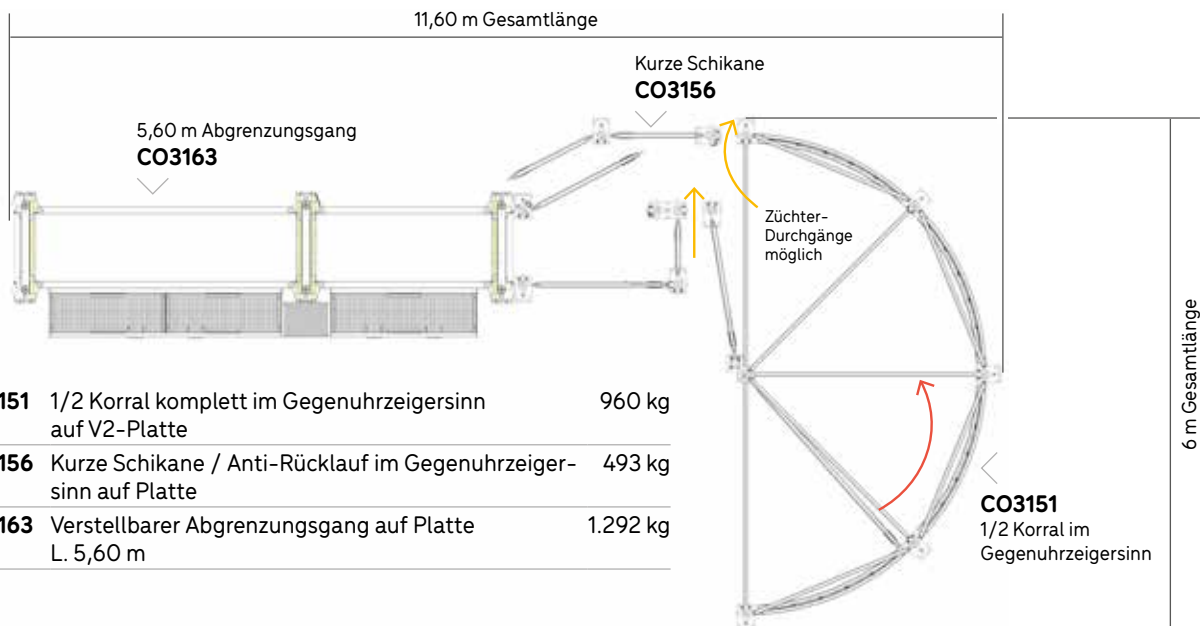 11,60 m Gesamtlänge
Kurze Schikane
CO3156
5,60 m Abgrenzungsgang
CO3163
Züchter-
Durchgänge
möglich
6 m Gesamtlänge
151 1/2 Korral komplett im Gegenuhrzeigersinn 960 kg
auf V2-Platte
156 Kurze Schikane / Anti-Rücklauf im Gegenuhrzeiger- 493 kg
sinn auf Platte
163 Verstellbarer Abgrenzungsgang auf Platte 1.292 kg
L. 5,60 m
CO3151
1/2 Korral im
Gegenuhrzeigersinn